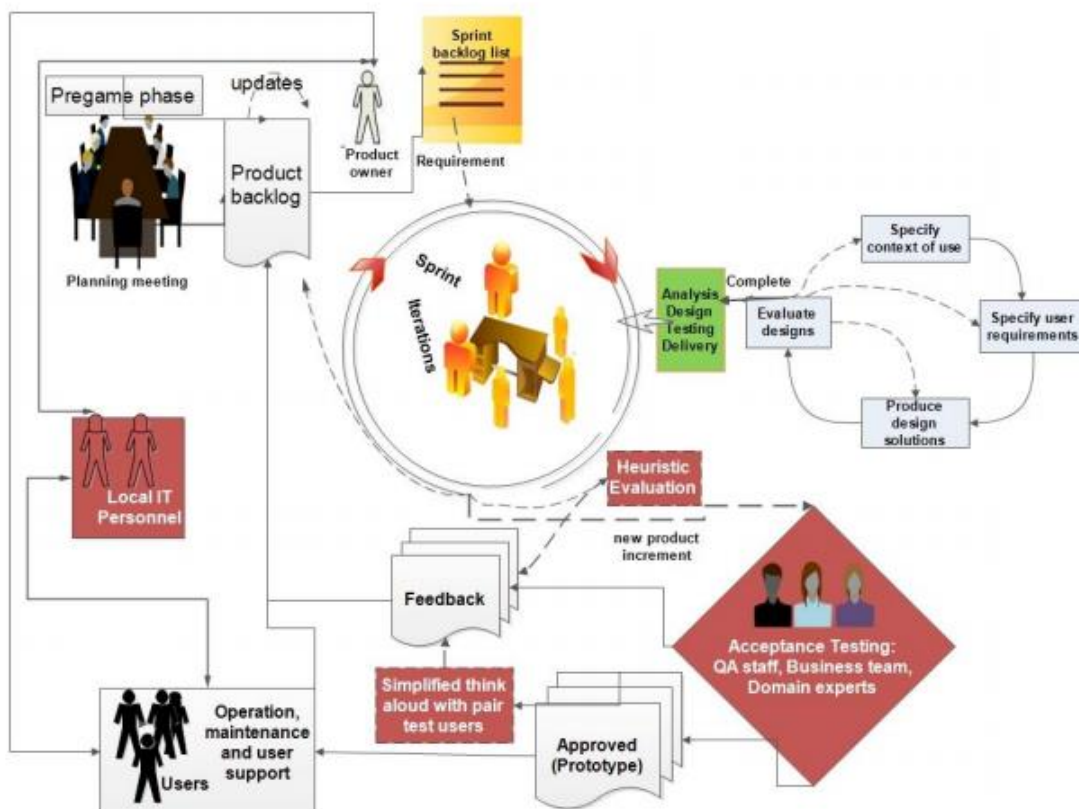 Sprint
backlog list
updates
Pregame phase
Product
backlog
"Product
owner
Requirement
Planning meeting
Sprint
Iterations
Analysis
Design
Testing
Delivery
Complete
Evaluate
designs
Specify
context of use
Specify user
requirements
Produce
design
solutions
Local IT
Personnel
Heuristic
Evaluation
new product
increment
Feedback
Acceptance Testing:
QA staff, Business team,
Domain experts
Simplified think
aloud with pair
test users
Approved
(Prototype)
Operation,
maintenance
and user
support
Users